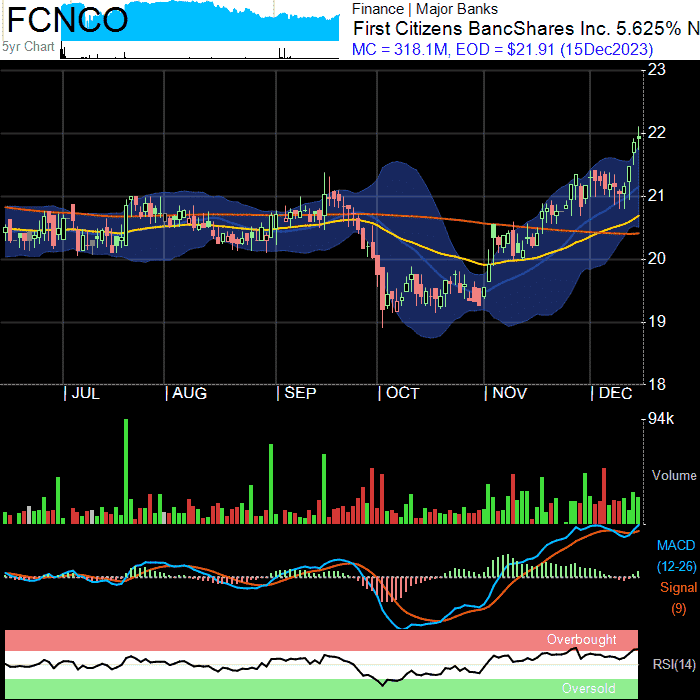 FCNCO
5yr Chart
Finance | Major Banks
First Citizens BancShares Inc. 5.625% N
MC = 318.1M, EOD = $21.91 (15Dec2023)
23
22
21
20
19
18
| JUL | AUG | SEP | OCT | NOV | DEC
94k
Volume
MACD
(12-26)
Signal
(9)
Overbought
RSI(14)
Oversold